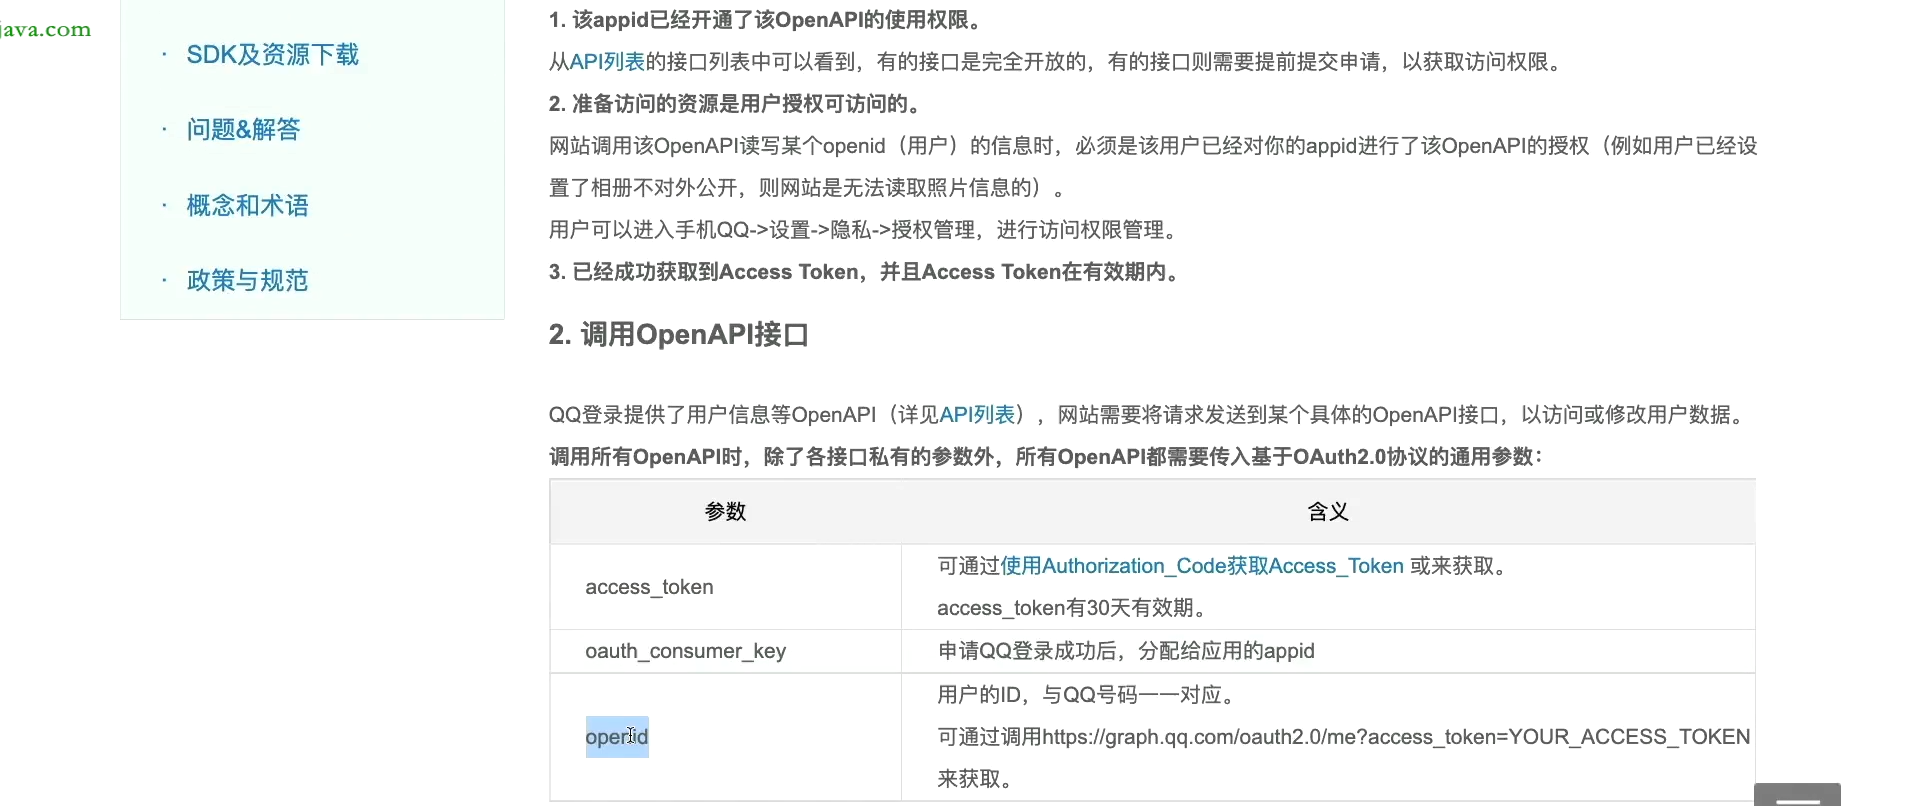 java.com
· SDK及资源下载
· 问题&解答
· 概念和术语
· 政策与规范
1. 该appid已经开通了该OpenAPI的使用权限。
从API列表的接口列表中可以看到，有的接口是完全开放的，有的接口则需要提前提交申请，以获取访问权限。
2. 准备访问的资源是用户授权可访问的。
网站调用该OpenAPI读写某个openid（用户）的信息时，必须是该用户已经对你的appid进行了该OpenAPI的授权（例如用户已经设
置了相册不对外公开，则网站是无法读取照片信息的）。
用户可以进入手机QQ->设置->隐私->授权管理，进行访问权限管理。
3. 已经成功获取到Access Token，并且Access Token在有效期内。
2. 调用OpenAPI接口
QQ登录提供了用户信息等OpenAPI（详见API列表），网站需要将请求发送到某个具体的OpenAPI接口，以访问或修改用户数据。
调用所有OpenAPI时，除了各接口私有的参数外，所有OpenAPI都需要传入基于OAuth2.0协议的通用参数：
参数 含义
access_token
可通过使用Authorization_Code获取Access_Token 或来获取。
access_token有30天有效期。
oauth_consumer_key 申请QQ登录成功后，分配给应用的appid
openid
用户的ID，与QQ号码一一对应。
可通过调用https://graph.qq.com/oauth2.0/me?access_token=YOUR_ACCESS_TOKEN
来获取。